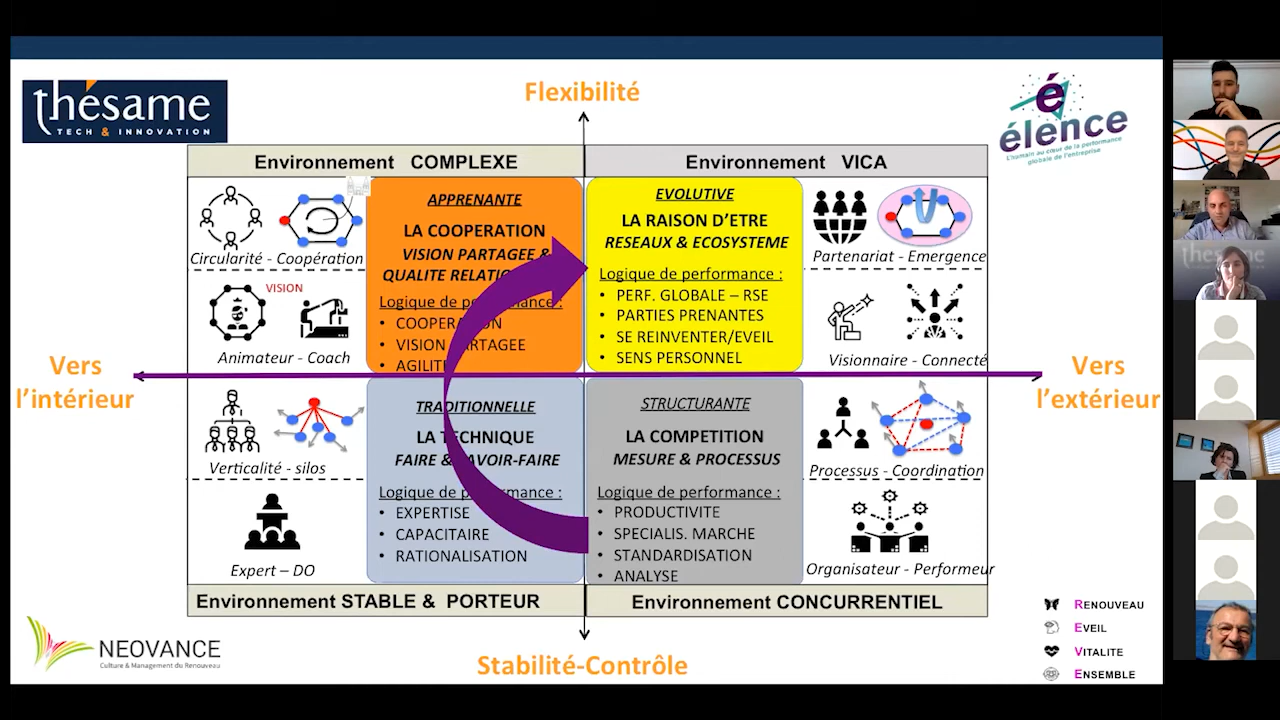 Flexibilité
thésame
TECH & INNOVATION
é
élence
L'humain au cœur de la performance
globale de l'entreprise
Environnement COMPLEXE
Environnement VICA
APPRENANTE
LA COOPERATION
VISION PARTAGEE &
QUALITE RELATIO
Logique de performance :
• COOPERATION
• VISION PARTAGEE
• AGILIT
Circularité - Coopération
VISION
Animateur - Coach
EVOLUTIVE
LA RAISON D'ETRE
RESEAUX & ECOSYSTEME
Logique de performance :
• PERF. GLOBALE – RSE
• PARTIES PRENANTES
• SE REINVENTER/EVEIL
• SENS PERSONNEL
Partenariat - Emergence
Visionnaire - Connecté
Vers
l'intérieur
Vers
l'extérieur
TRADITIONNELLE
LA TECHNIQUE
FAIRE & SAVOIR-FAIRE
Logique de performance :
• EXPERTISE
• CAPACITAIRE
• RATIONALISATION
Verticalité - silos
Expert – DO
STRUCTURANTE
LA COMPETITION
MESURE & PROCESSUS
Logique de performance :
• PRODUCTIVITE
• SPECIALIS. MARCHE
• STANDARDISATION
• ANALYSE
Processus - Coordination
Organisateur - Performeur
Environnement STABLE & PORTEUR
Environnement CONCURRENTIEL
NEOVANCE
Culture & Management du Renouveau
Stabilité-Contrôle
RENOUVEAU
EVEIL
VITALITE
ENSEMBLE
thésame